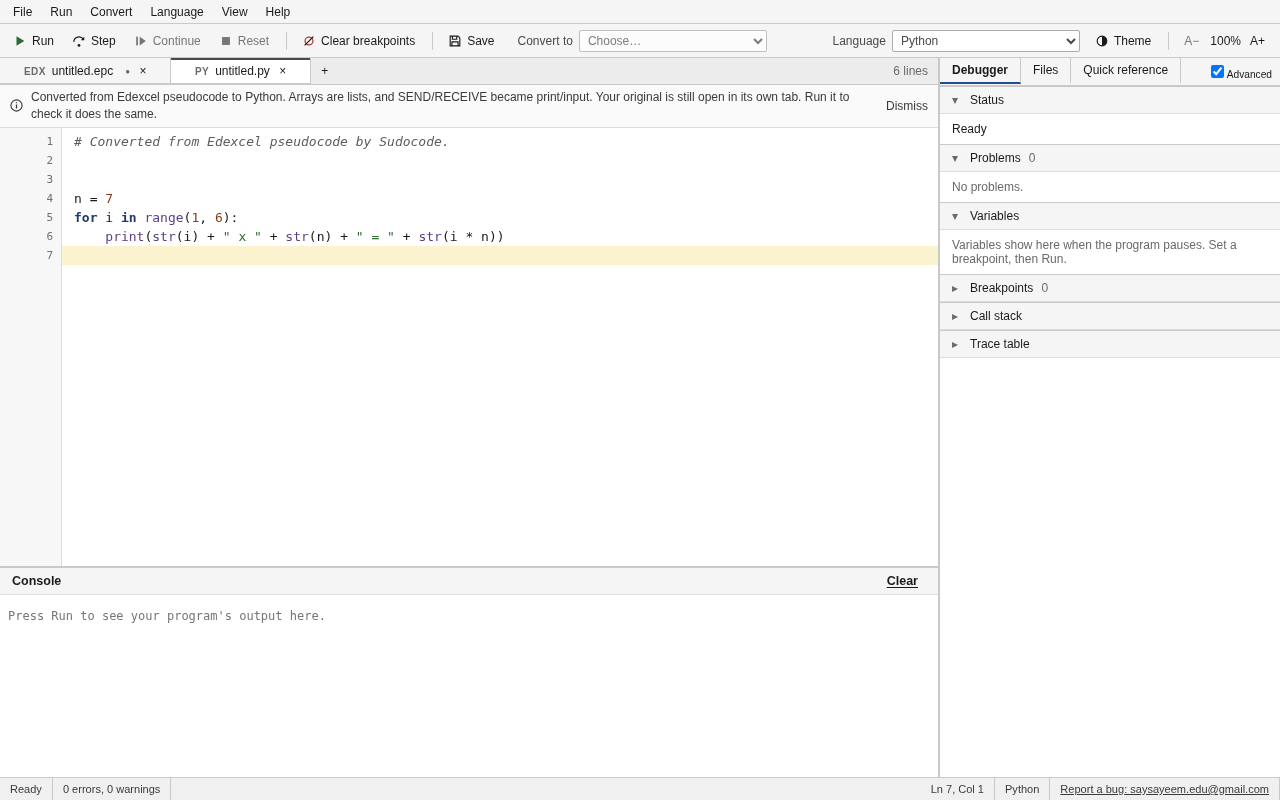 File Run Convert Language View Help
Run Step Continue Reset Clear breakpoints Save Convert to Choose… Language Python Theme A− 100% A+
EDX untitled.epc • × PY untitled.py × + 6 lines
Debugger Files Quick reference Advanced
Converted from Edexcel pseudocode to Python. Arrays are lists, and SEND/RECEIVE became print/input. Your original is still open in its own tab. Run it to
check it does the same.
Dismiss
1 # Converted from Edexcel pseudocode by Sudocode.
2
3
4 n = 7
5 for i in range(1, 6):
6     print(str(i) + " x " + str(n) + " = " + str(i * n))
7
Console Clear
Press Run to see your program's output here.
▾ Status
Ready
▾ Problems 0
No problems.
▾ Variables
Variables show here when the program pauses. Set a
breakpoint, then Run.
▸ Breakpoints 0
▸ Call stack
▸ Trace table
Ready 0 errors, 0 warnings Ln 7, Col 1 Python Report a bug: saysayeem.edu@gmail.com